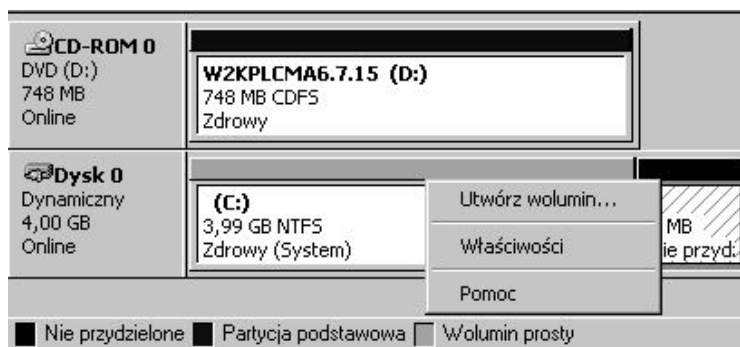 CD-ROM 0
DVD (D:)
748 MB
Online
W2KPLCMA6.7.15 (D:)
748 MB CDFS
Zdrowy
Dysk 0
Dynamiczny
4,00 GB
Online
(C:)
3,99 GB NTFS
Zdrowy (System)
Utwórz wolumin...
Właściwości
Pomoc
MB
ie przyd:
Nie przydzielone Partycja podstawowa Wolumin prosty